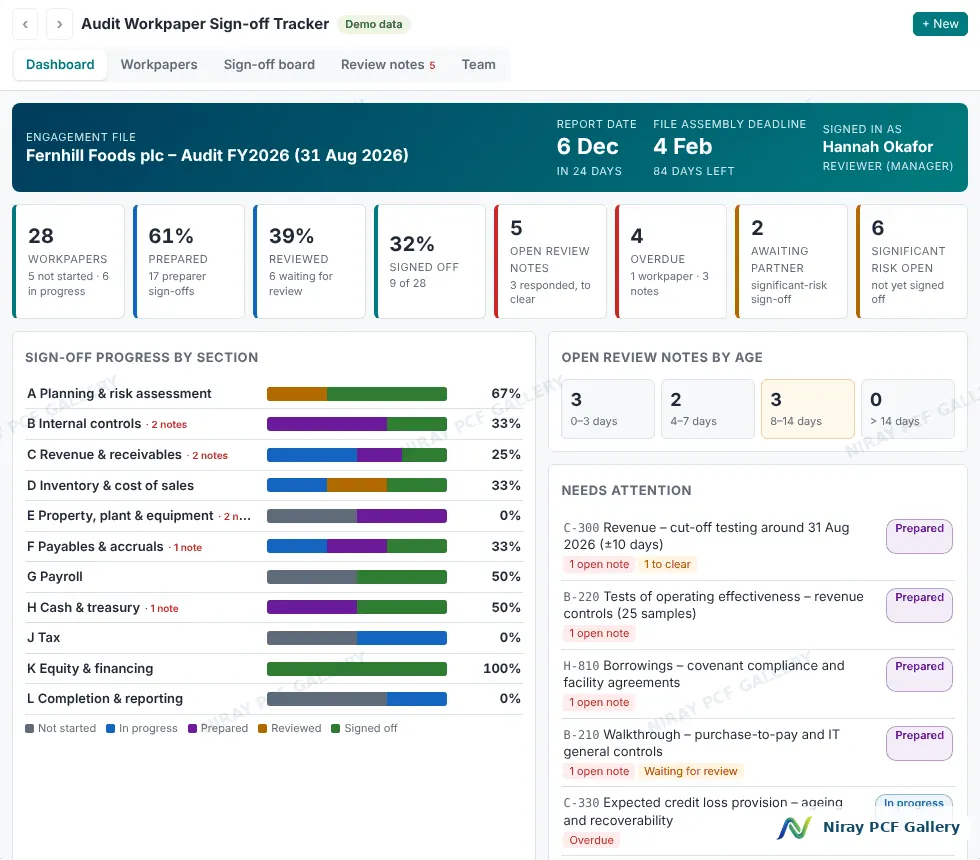 ‹ › Audit Workpaper Sign-off Tracker Demo data + New
Dashboard Workpapers Sign-off board Review notes 5 Team
ENGAGEMENT FILE
Fernhill Foods plc – Audit FY2026 (31 Aug 2026)
REPORT DATE
6 Dec
IN 24 DAYS
FILE ASSEMBLY DEADLINE
4 Feb
84 DAYS LEFT
SIGNED IN AS
Hannah Okafor
REVIEWER (MANAGER)
28
WORKPAPERS
5 not started · 6
in progress
61%
PREPARED
17 preparer
sign-offs
39%
REVIEWED
6 waiting for
review
32%
SIGNED OFF
9 of 28
5
OPEN REVIEW
NOTES
3 responded, to
clear
4
OVERDUE
1 workpaper · 3
notes
2
AWAITING
PARTNER
significant-risk
sign-off
6
SIGNIFICANT
RISK OPEN
not yet signed
off
SIGN-OFF PROGRESS BY SECTION
A Planning & risk assessment 67%
B Internal controls · 2 notes 33%
C Revenue & receivables · 2 notes 25%
D Inventory & cost of sales 33%
E Property, plant & equipment · 2 n... 0%
F Payables & accruals · 1 note 33%
G Payroll 50%
H Cash & treasury · 1 note 50%
J Tax 0%
K Equity & financing 100%
L Completion & reporting 0%
Not started In progress Prepared Reviewed Signed off
OPEN REVIEW NOTES BY AGE
3
0–3 days
2
4–7 days
3
8–14 days
0
> 14 days
NEEDS ATTENTION
C-300 Revenue – cut-off testing around 31 Aug
2026 (±10 days)
Prepared
1 open note 1 to clear
B-220 Tests of operating effectiveness – revenue
controls (25 samples)
Prepared
1 open note
H-810 Borrowings – covenant compliance and
facility agreements
Prepared
1 open note
B-210 Walkthrough – purchase-to-pay and IT
general controls
Prepared
1 open note Waiting for review
C-330 Expected credit loss provision – ageing
and recoverability
In progress
Overdue
Niray PCF Gallery
NIRAY PCF GALLERY
NIRAY PCF GALLERY
NIRAY PCF GALLERY
NIRAY PCF GALLERY